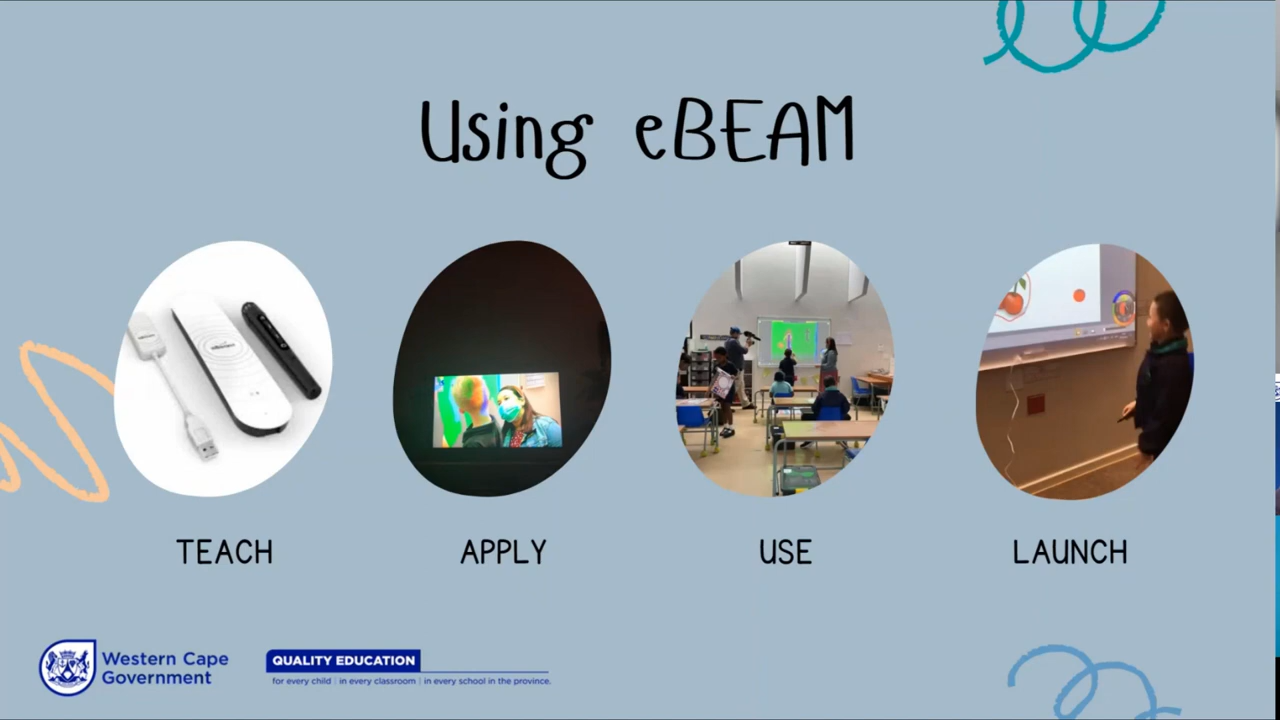 Using eBEAM
TEACH
APPLY
USE
LAUNCH
Western Cape
Government
QUALITY EDUCATION
for every child | in every classroom | in every school in the province.